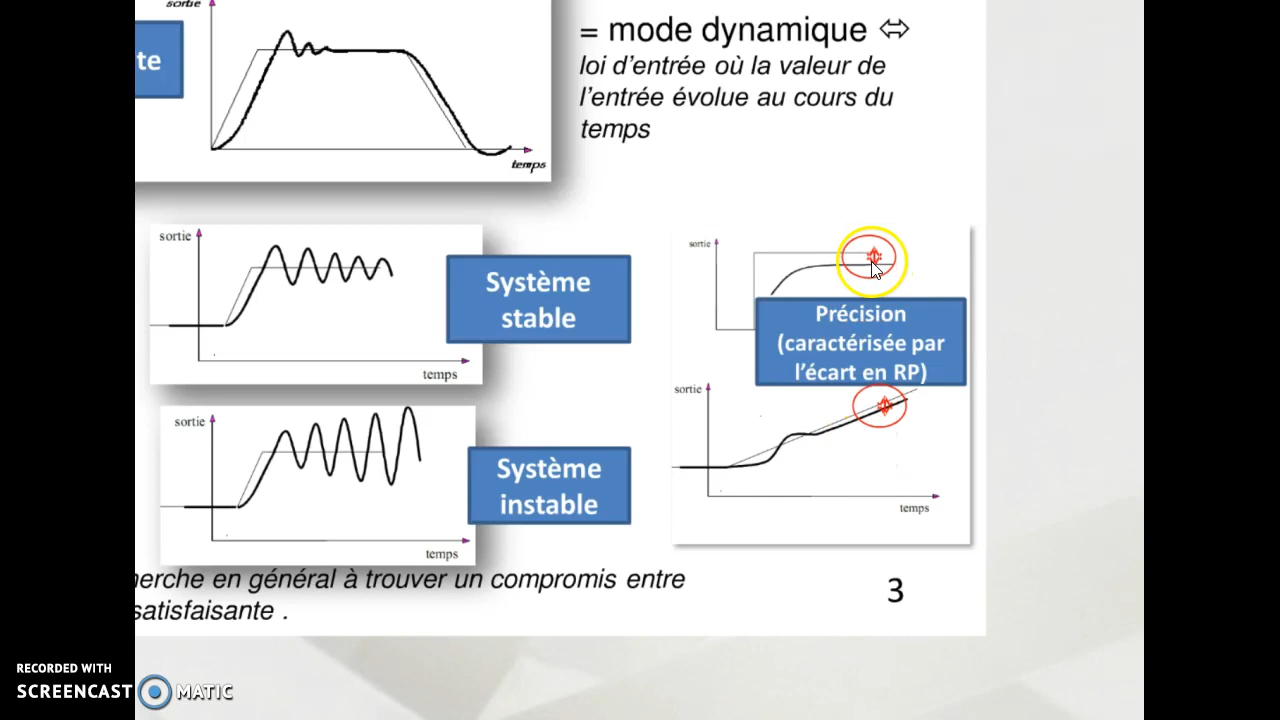 sortie
te
temps
= mode dynamique ⇔
loi d’entrée où la valeur de
l’entrée évolue au cours du
temps
sortie
temps
Système
stable
sortie
temps
Système
instable
sortie
Précision
(caractérisée par
l’écart en RP)
sortie
temps
herche en général à trouver un compromis entre
satisfaisante .
3
RECORDED WITH
SCREENCAST MATIC